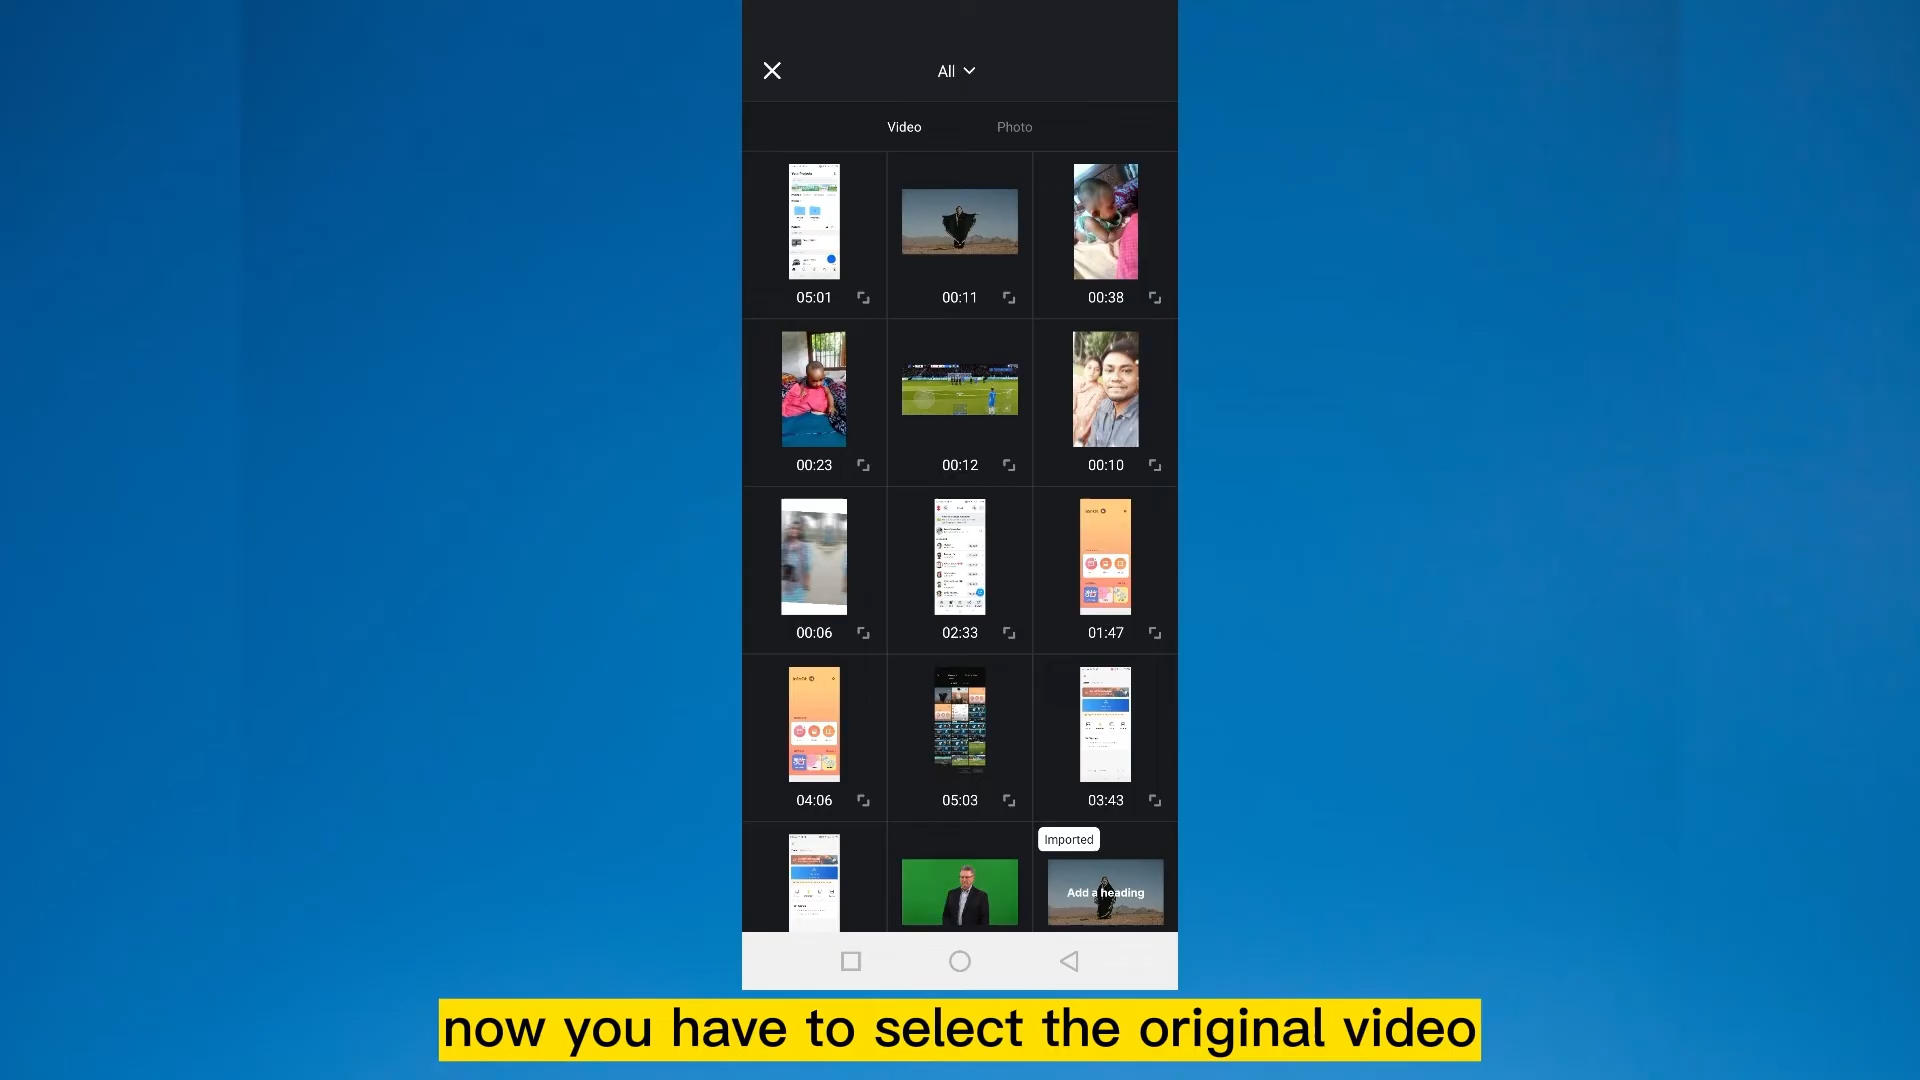 All
Video Photo
05:01 00:11 00:38
00:23 00:12 00:10
00:06 02:33 01:47
04:06 05:03 03:43
Imported
Add a heading
now you have to select the original video